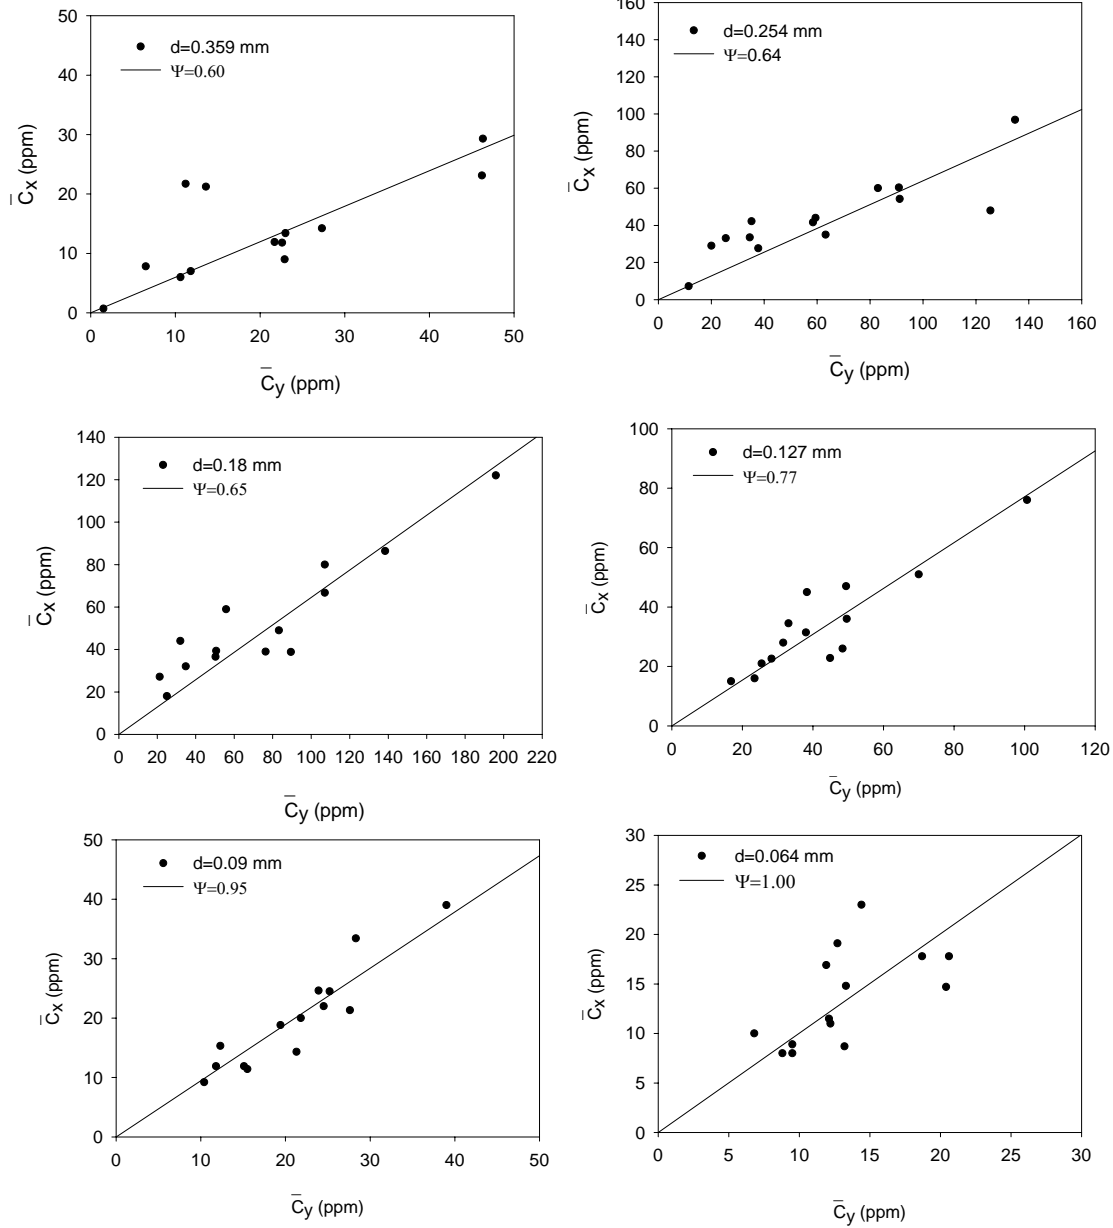 50
40
30
20
10
0
0 10 20 30 40 50
C̅x (ppm)
C̅y (ppm)
d=0.359 mm
Ψ=0.60
160
140
120
100
80
60
40
20
0
0 20 40 60 80 100 120 140 160
C̅x (ppm)
C̅y (ppm)
d=0.254 mm
Ψ=0.64
140
120
100
80
60
40
20
0
0 20 40 60 80 100 120 140 160 180 200 220
C̅x (ppm)
C̅y (ppm)
d=0.18 mm
Ψ=0.65
100
80
60
40
20
0
0 20 40 60 80 100 120
C̅x (ppm)
C̅y (ppm)
d=0.127 mm
Ψ=0.77
50
40
30
20
10
0
0 10 20 30 40 50
C̅x (ppm)
C̅y (ppm)
d=0.09 mm
Ψ=0.95
30
25
20
15
10
5
0
0 5 10 15 20 25 30
C̅x (ppm)
C̅y (ppm)
d=0.064 mm
Ψ=1.00